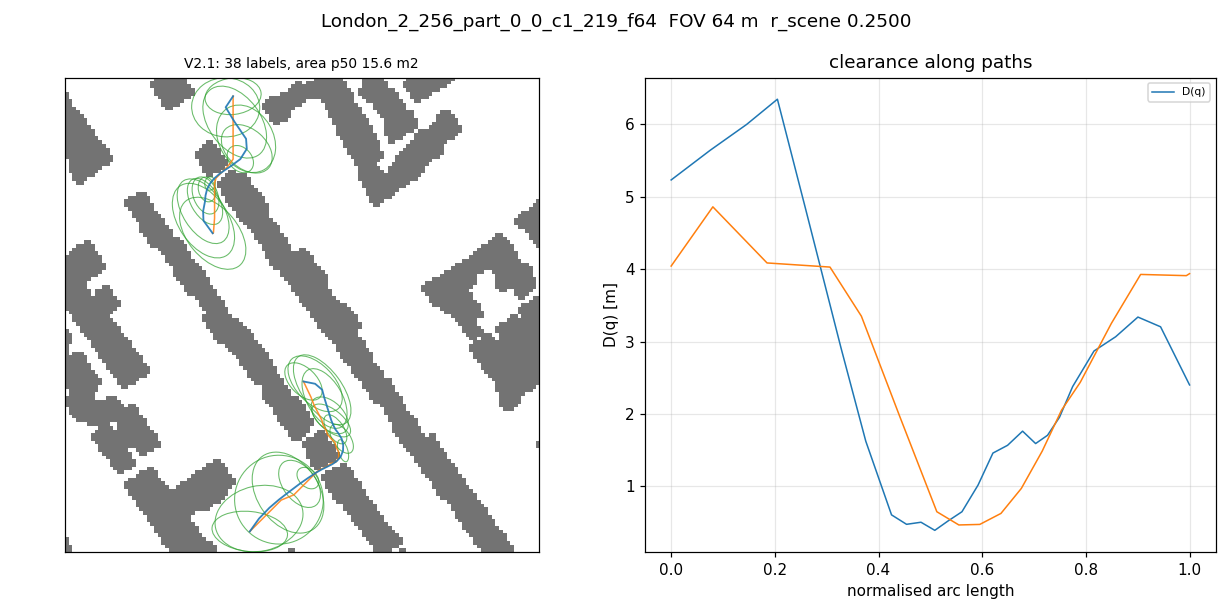 London_2_256_part_0_0_c1_219_f64  FOV 64 m  r_scene 0.2500
V2.1: 38 labels, area p50 15.6 m2
clearance along paths
D(q)
D(q) [m]
6
5
4
3
2
1
0.0 0.2 0.4 0.6 0.8 1.0
normalised arc length